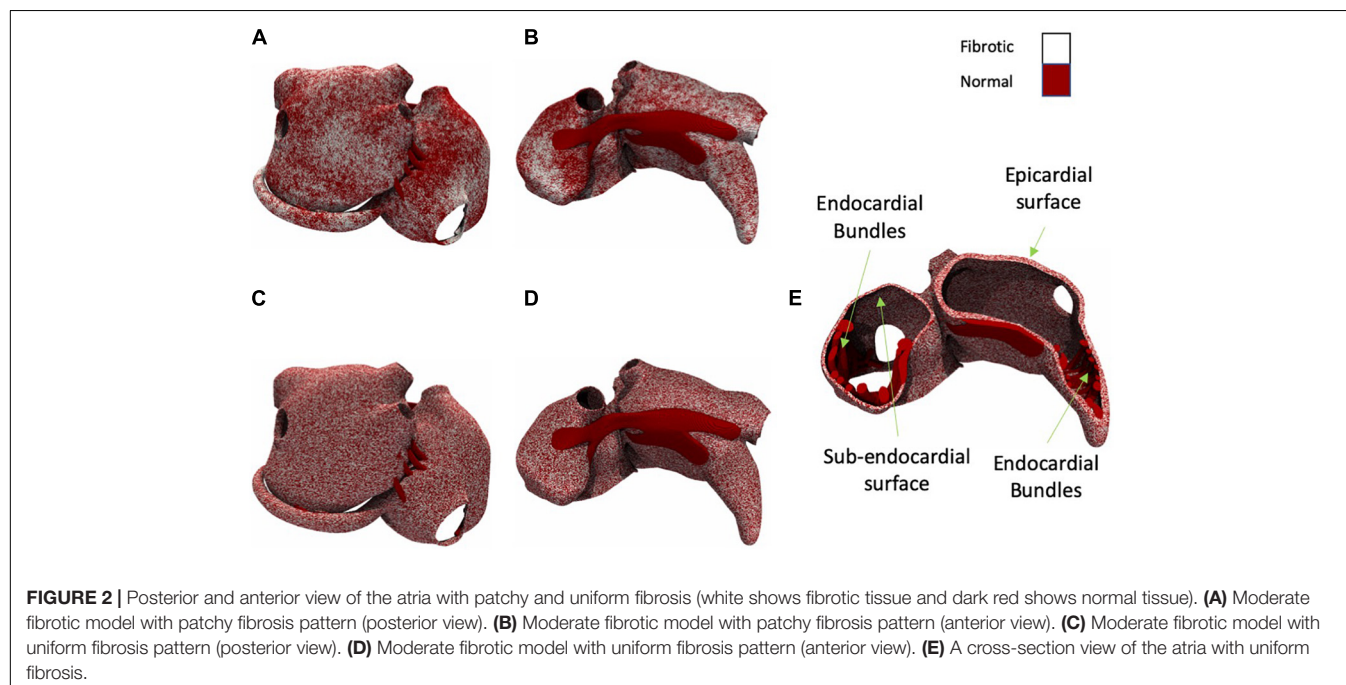 A
B
Fibrotic
Normal
C
D
E
Endocardial
Bundles
Epicardial
surface
Sub-endocardial
surface
Endocardial
Bundles
FIGURE 2 | Posterior and anterior view of the atria with patchy and uniform fibrosis (white shows fibrotic tissue and dark red shows normal tissue). (A) Moderate
fibrotic model with patchy fibrosis pattern (posterior view). (B) Moderate fibrotic model with patchy fibrosis pattern (anterior view). (C) Moderate fibrotic model with
uniform fibrosis pattern (posterior view). (D) Moderate fibrotic model with uniform fibrosis pattern (anterior view). (E) A cross-section view of the atria with uniform
fibrosis.